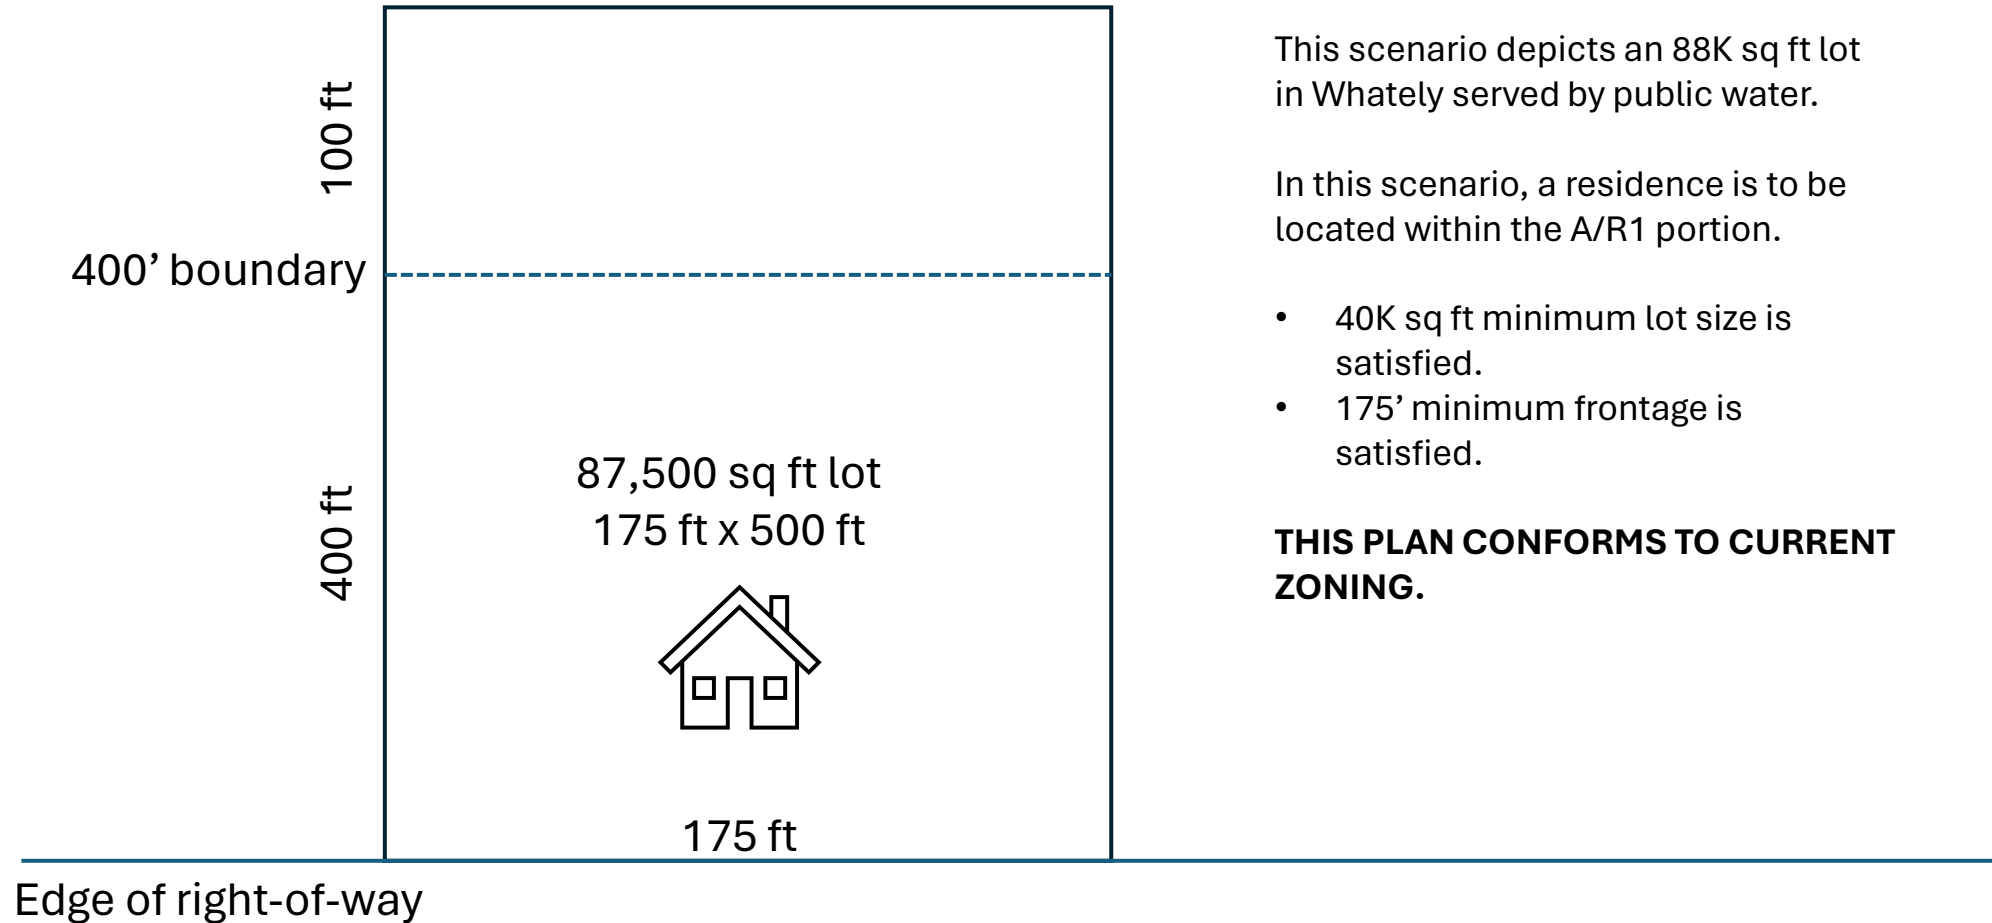 100 ft
400’ boundary
400 ft
87,500 sq ft lot
175 ft x 500 ft
175 ft
Edge of right-of-way
This scenario depicts an 88K sq ft lot
in Whately served by public water.
In this scenario, a residence is to be
located within the A/R1 portion.
• 40K sq ft minimum lot size is
satisfied.
• 175’ minimum frontage is
satisfied.
THIS PLAN CONFORMS TO CURRENT
ZONING.